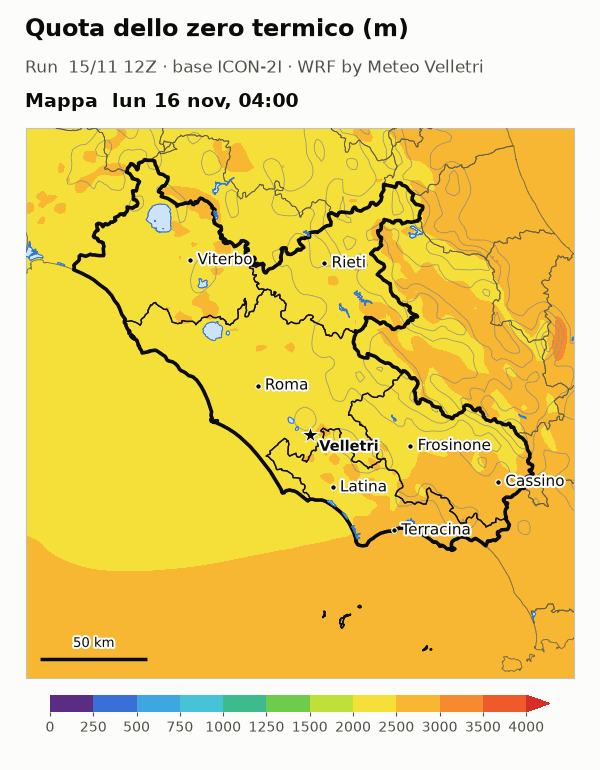 Quota dello zero termico (m)
Run  15/11 12Z · base ICON-2I · WRF by Meteo Velletri
Mappa  lun 16 nov, 04:00
Viterbo
Rieti
Roma
Velletri
Frosinone
Cassino
Latina
Terracina
50 km
0 250 500 750 1000 1250 1500 2000 2500 3000 3500 4000